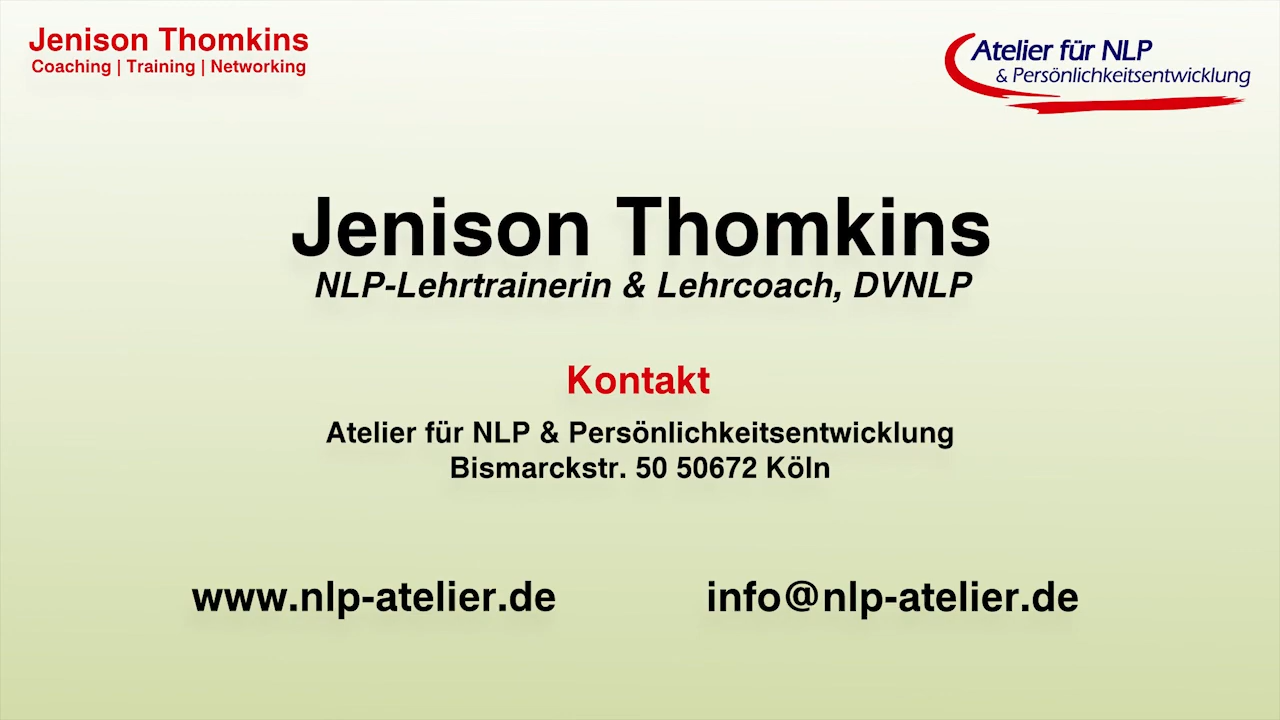 Jenison Thomkins
Coaching | Training | Networking
Atelier für NLP
& Persönlichkeitsentwicklung
Jenison Thomkins
NLP-Lehrtrainerin & Lehrcoach, DVNLP
Kontakt
Atelier für NLP & Persönlichkeitsentwicklung
Bismarckstr. 50 50672 Köln
www.nlp-atelier.de
info@nlp-atelier.de